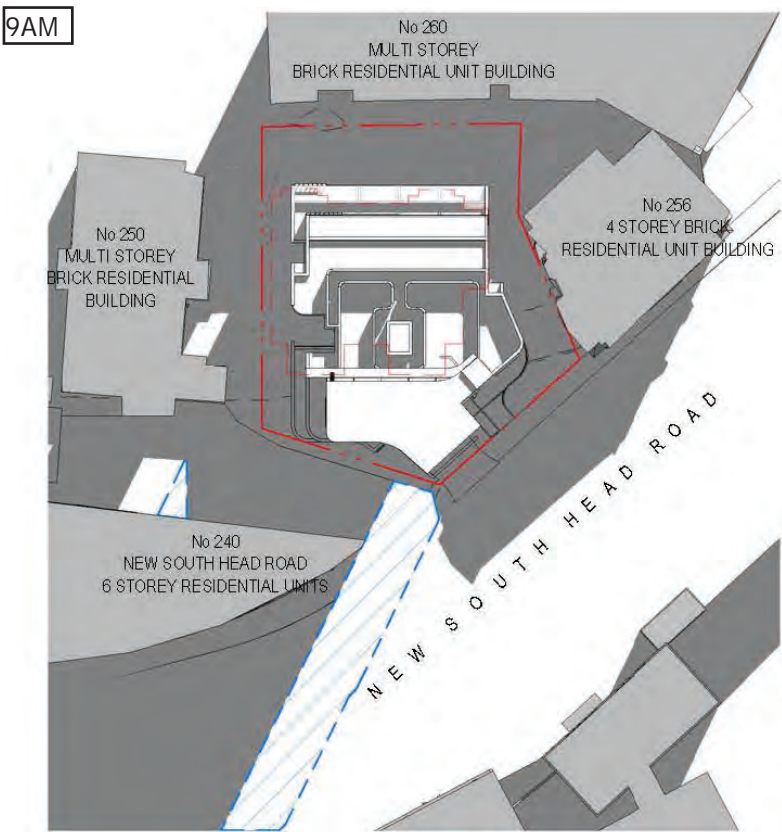 9AM
No 260
MULTI STOREY
BRICK RESIDENTIAL UNIT BUILDING
No 250
MULTI STOREY
BRICK RESIDENTIAL
BUILDING
No 256
4 STOREY BRICK
RESIDENTIAL UNIT BUILDING
No 240
NEW SOUTH HEAD ROAD
6 STOREY RESIDENTIAL UNITS
NEW SOUTH HEAD ROAD